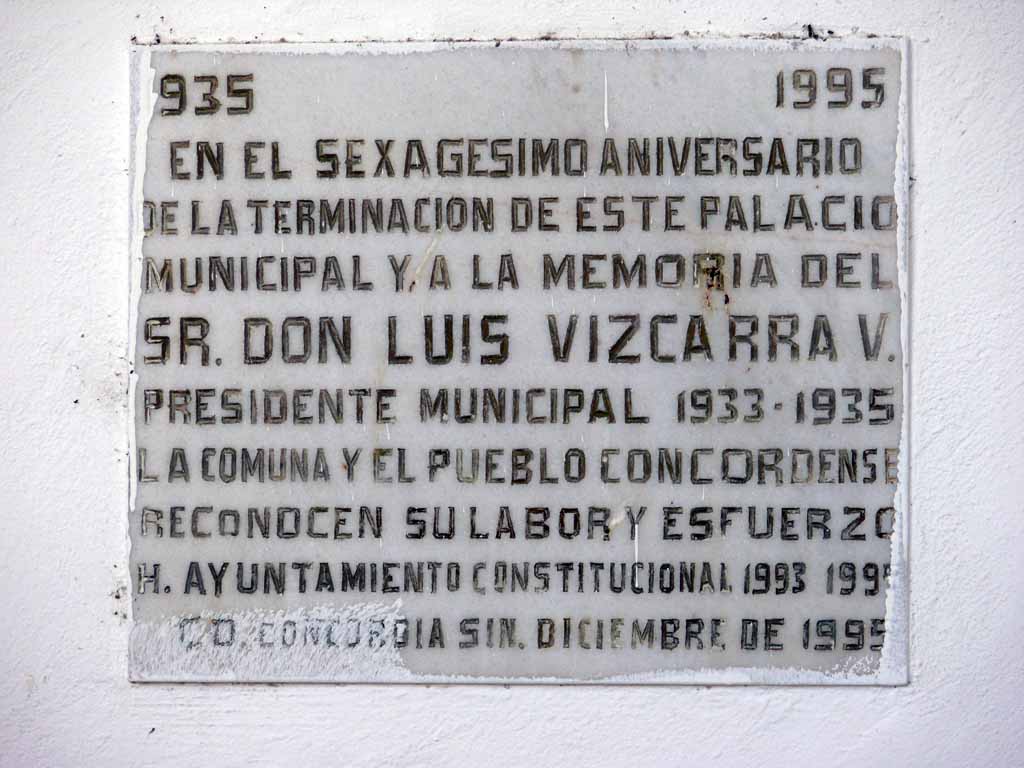 935 1995
EN EL SEXAGESIMO ANIVERSARIO
DE LA TERMINACION DE ESTE PALACIO
MUNICIPAL Y A LA MEMORIA DEL
SR. DON LUIS VIZCARRA V.
PRESIDENTE MUNICIPAL 1933-1935
LA COMUNA Y EL PUEBLO CONCORDENSE
RECONOCEN SU LABOR Y ESFUERZO
H. AYUNTAMIENTO CONSTITUCIONAL 1993 1995
CD. CONCORDIA SIN. DICIEMBRE DE 1995